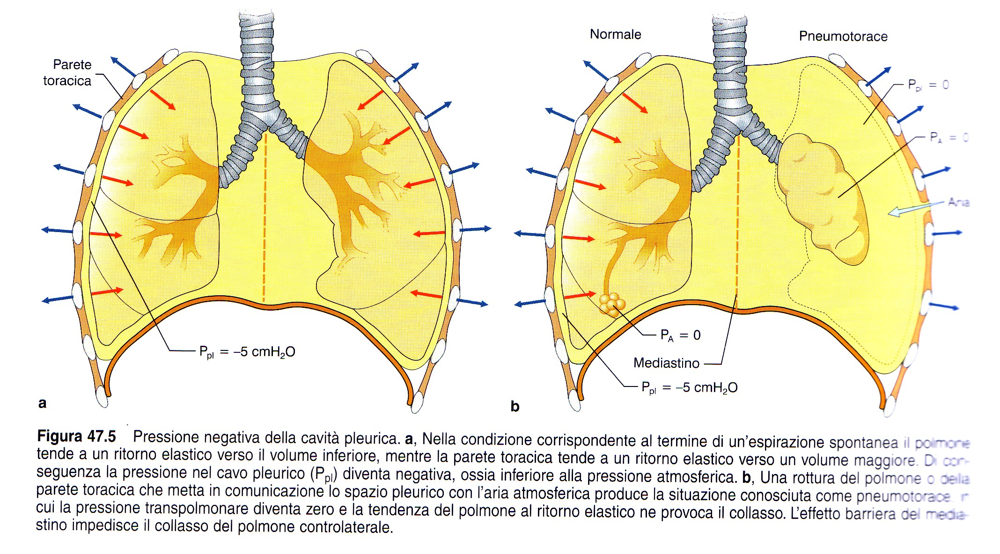 Normale
Pneumotorace
Parete
toracica
Ppl = 0
PA = 0
Aria
PA = 0
Mediastino
Ppl = –5 cmH2O
Ppl = –5 cmH2O
a
b
Figura 47.5 Pressione negativa della cavità pleurica. a, Nella condizione corrispondente al termine di un'espirazione spontanea il polmone
tende a un ritorno elastico verso il volume inferiore, mentre la parete toracica tende a un ritorno elastico verso un volume maggiore. Di con-
seguenza la pressione nel cavo pleurico (Ppl) diventa negativa, ossia inferiore alla pressione atmosferica. b, Una rottura del polmone o della
parete toracica che metta in comunicazione lo spazio pleurico con l'aria atmosferica produce la situazione conosciuta come pneumotorace
cui la pressione transpolmonare diventa zero e la tendenza del polmone al ritorno elastico ne provoca il collasso. L'effetto barriera del media-
stino impedisce il collasso del polmone controlaterale.